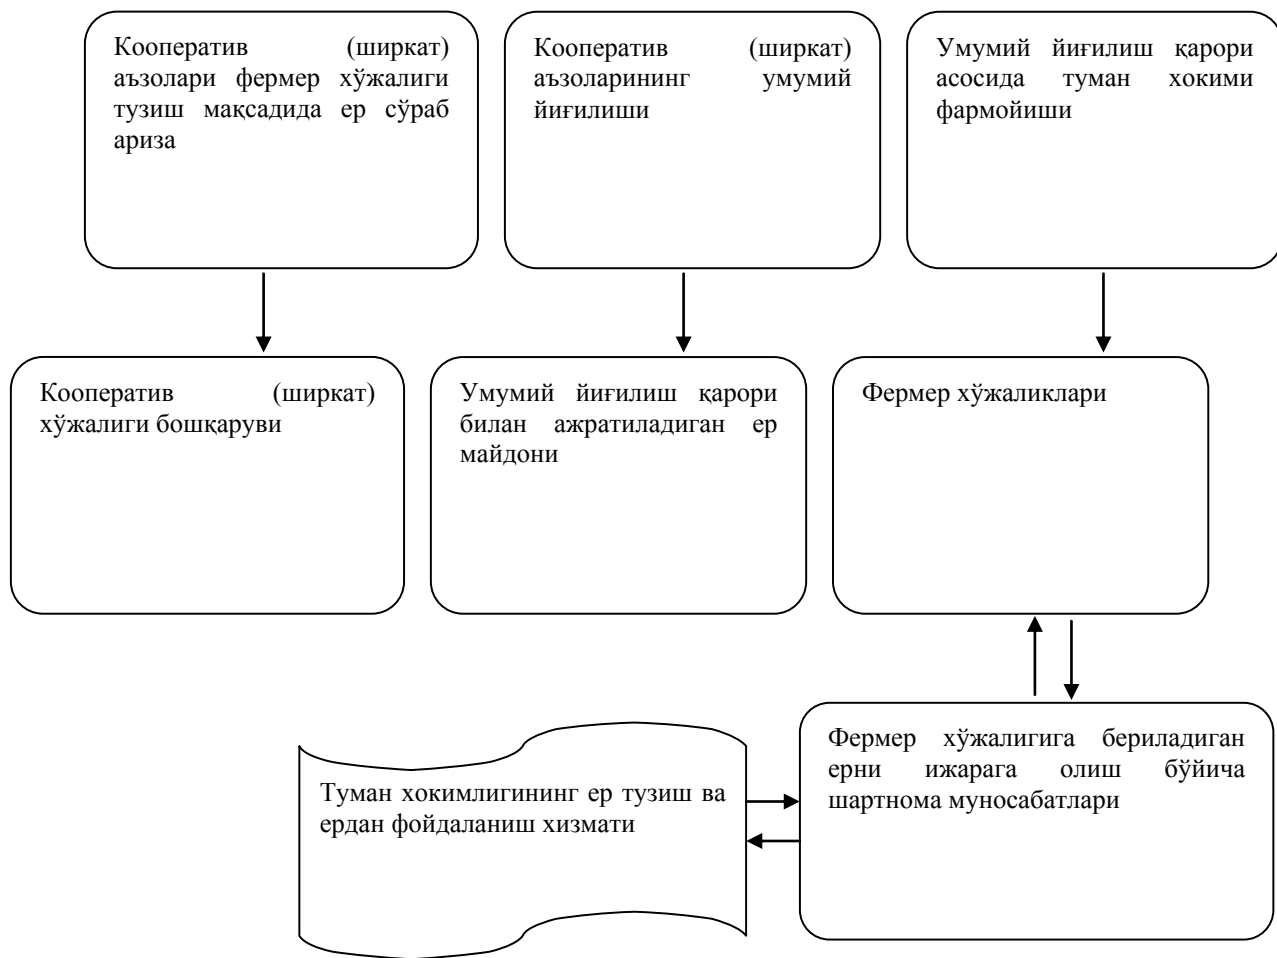 Кооператив (ширкат)
аъзолари фермер хўжалиги
тузиш мақсадида ер сўраб
ариза
Кооператив (ширкат)
аъзоларининг умумий
йиғилиши
Умумий йиғилиш қарори
асосида туман хокими
фармойиши
Кооператив (ширкат)
хўжалиги бошқаруви
Умумий йиғилиш қарори
билан ажратиладиган ер
майдони
Фермер хўжаликлари
Фермер хўжалигига бериладиган
ерни ижарага олиш бўйича
шартнома муносабатлари
Туман хокимлигининг ер тузиш ва
ердан фойдаланиш хизмати